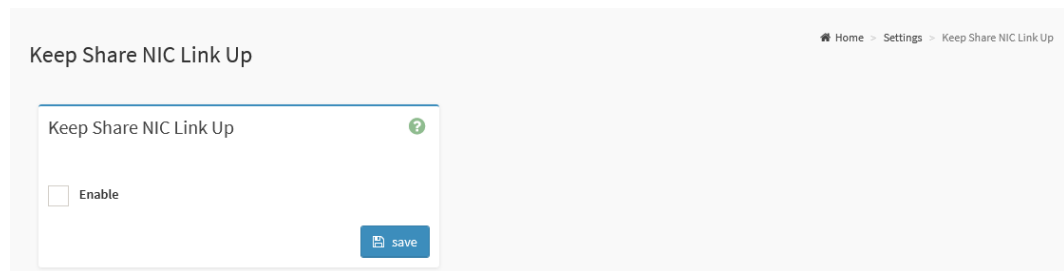 Home > Settings > Keep Share NIC Link Up
Keep Share NIC Link Up
Keep Share NIC Link Up
Enable
save